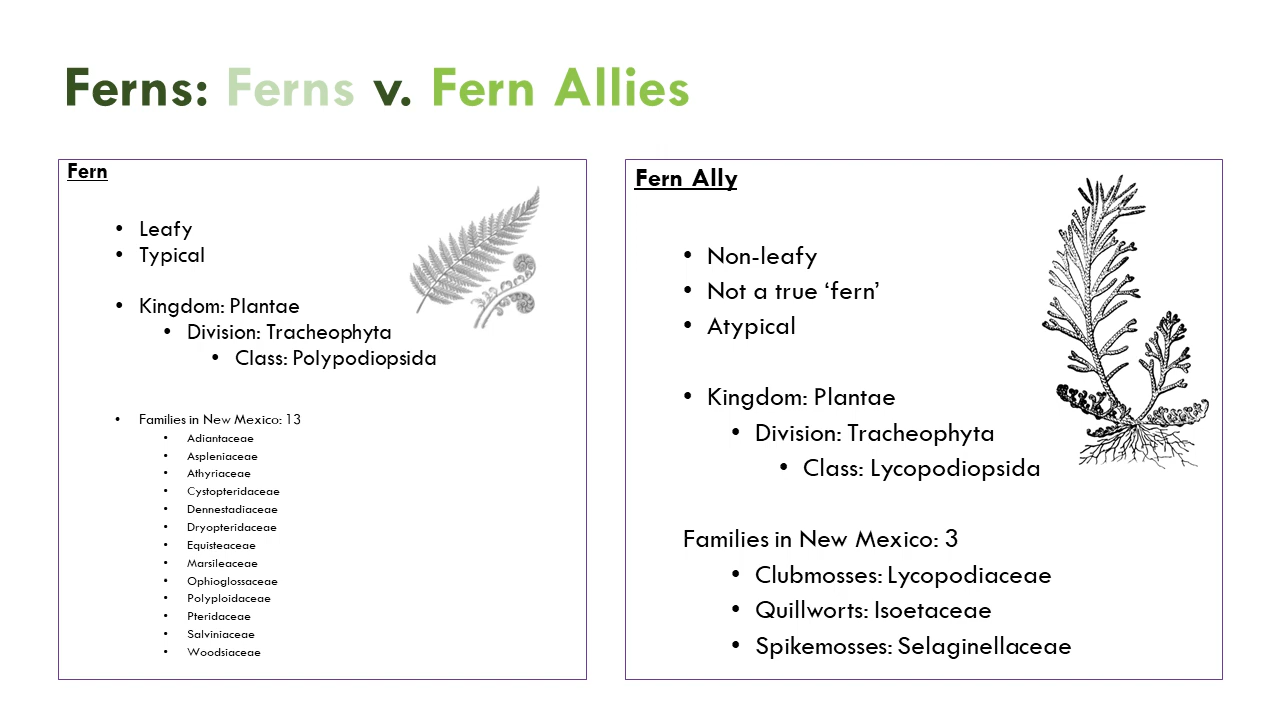 Ferns: Ferns v. Fern Allies
Fern
• Leafy
• Typical
• Kingdom: Plantae
• Division: Tracheophyta
• Class: Polypodiopsida
• Families in New Mexico: 13
• Adiantaceae
• Aspleniaceae
• Athyriaceae
• Cystopteridaceae
• Dennestadiaceae
• Dryopteridaceae
• Equisteaceae
• Marsileaceae
• Ophioglossaceae
• Polyploidaceae
• Pteridaceae
• Salviniaceae
• Woodsiaceae
Fern Ally
• Non-leafy
• Not a true ‘fern’
• Atypical
• Kingdom: Plantae
• Division: Tracheophyta
• Class: Lycopodiopsida
Families in New Mexico: 3
• Clubmosses: Lycopodiaceae
• Quillworts: Isoetaceae
• Spikemosses: Selaginellaceae